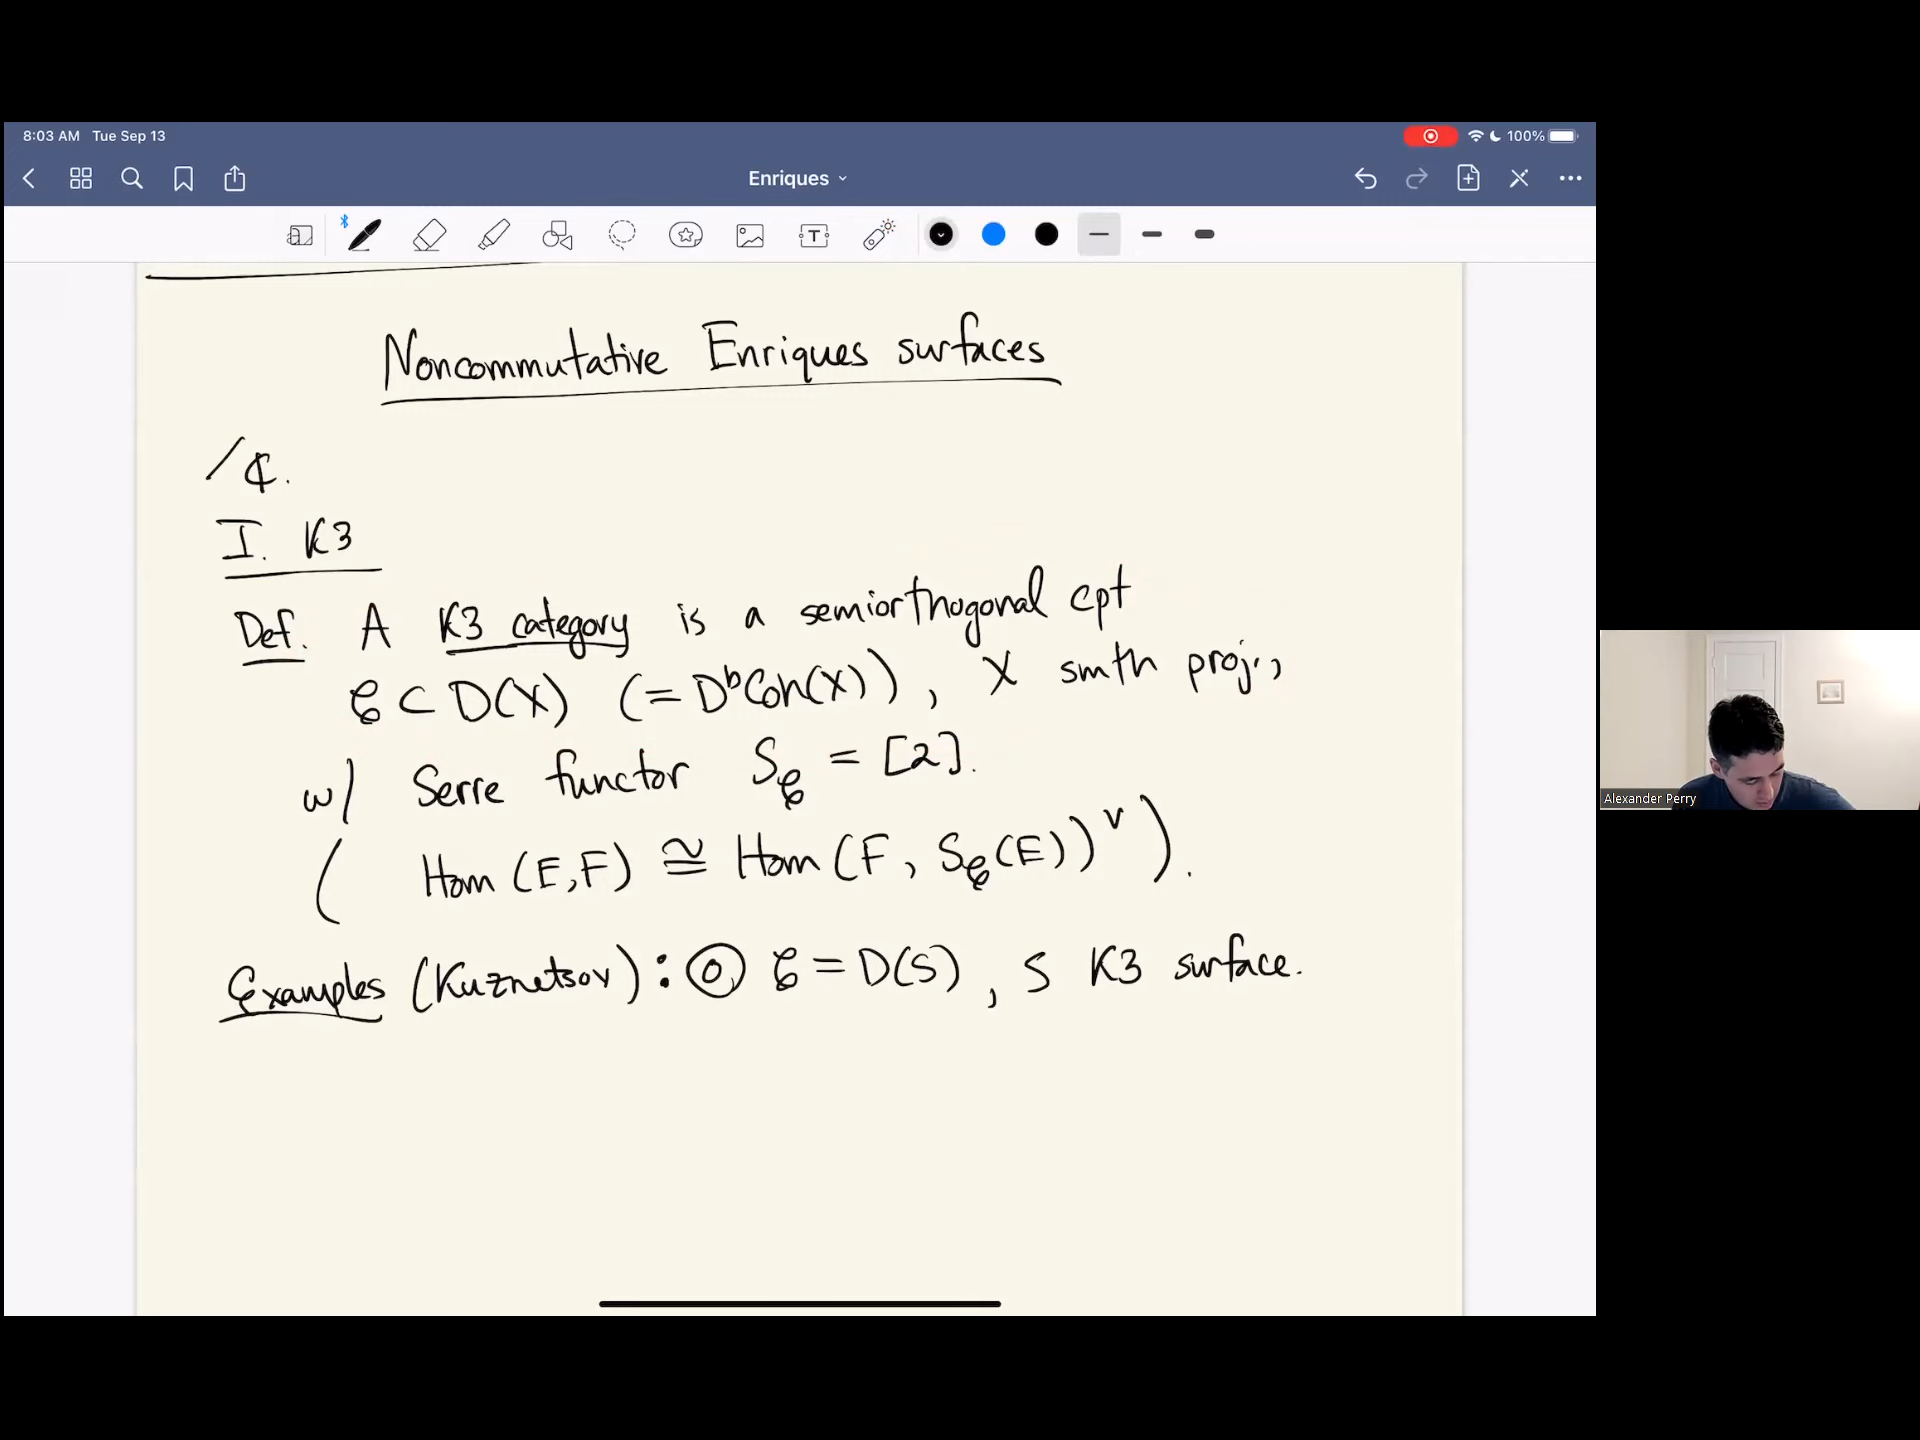 8:03 AM Tue Sep 13
100%
Enriques
Noncommutative Enriques surfaces
/ℂ.
I. K3
Def. A K3 category is a semiorthogonal cpt
𝒞 ⊂ D(X) (= DᵇCoh(X)), X smth proj.,
w/ Serre functor S_𝒞 = [2].
( Hom(E,F) ≅ Hom(F, S_𝒞(E))^∨ ).
Examples (Kuznetsov): ⓪ 𝒞 = D(S), S K3 surface.
Alexander Perry